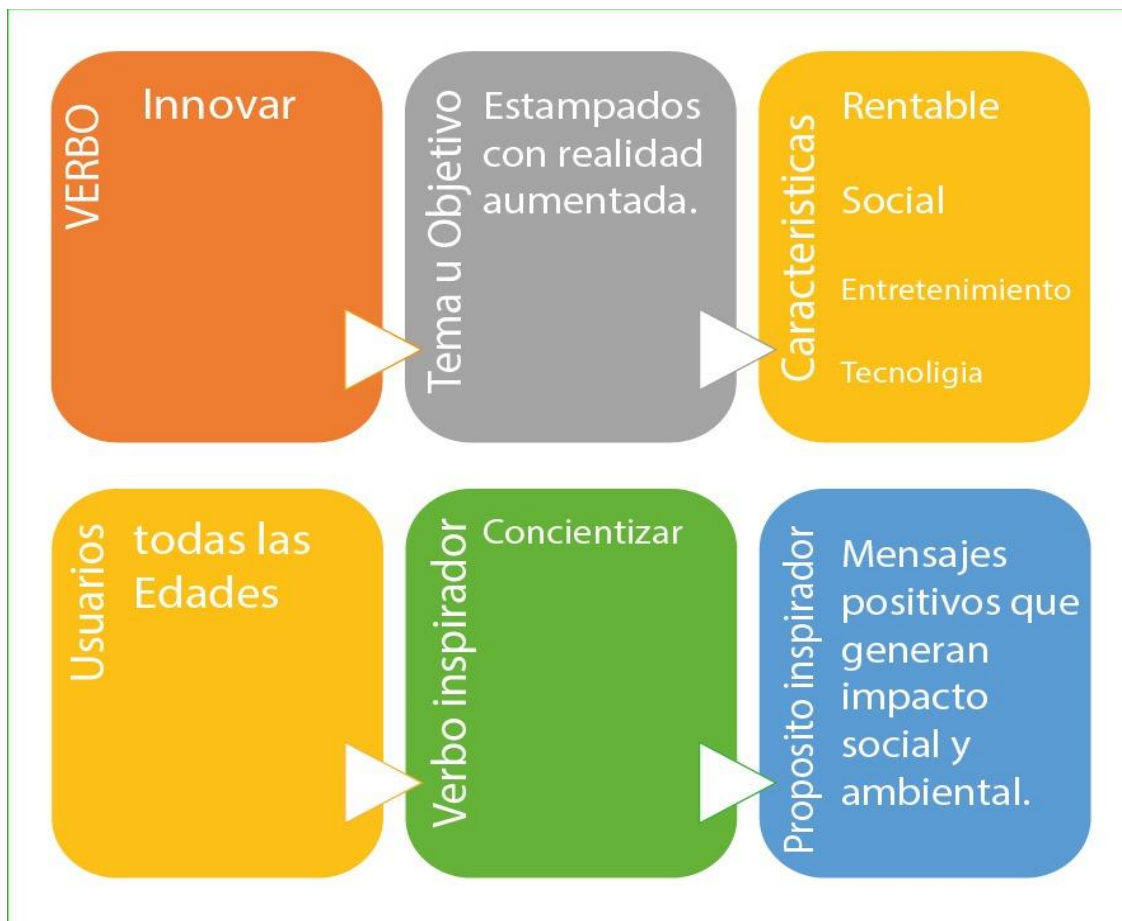 VERBO
Innovar
Tema u Objetivo
Estampados
con realidad
aumentada.
Caracteristicas
Rentable
Social
Entretenimiento
Tecnoligia
Usuarios
todas las
Edades
Verbo inspirador
Concientizar
Proposito inspirador
Mensajes
positivos que
generan
impacto
social y
ambiental.